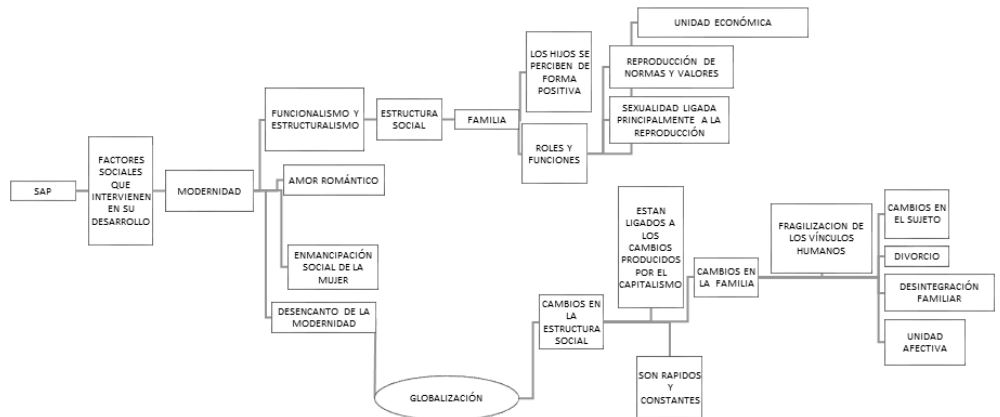 SAP
FACTORES
SOCIALES
QUE
INTERVIENEN
EN SU
DESARROLLO
MODERNIDAD
FUNCIONALISMO Y
ESTRUCTURALISMO
ESTRUCTURA
SOCIAL
FAMILIA
LOS HIJOS SE
PERCIBEN DE
FORMA
POSITIVA
ROLES Y
FUNCIONES
UNIDAD ECONÓMICA
REPRODUCCIÓN DE
NORMAS Y VALORES
SEXUALIDAD LIGADA
PRINCIPALMENTE A LA
REPRODUCCIÓN
AMOR ROMÁNTICO
ENMANCIPACIÓN
SOCIAL DE LA
MUJER
DESENCANTO DE LA
MODERNIDAD
GLOBALIZACIÓN
CAMBIOS EN
LA
ESTRUCTURA
SOCIAL
ESTAN
LIGADOS A
LOS
CAMBIOS
PRODUCIDOS
POR EL
CAPITALISMO
SON RAPIDOS
Y
CONSTANTES
CAMBIOS EN
LA FAMILIA
FRAGILIZACION DE
LOS VÍNCULOS
HUMANOS
CAMBIOS EN
EL SUJETO
DIVORCIO
DESINTEGRACIÓN
FAMILIAR
UNIDAD
AFECTIVA